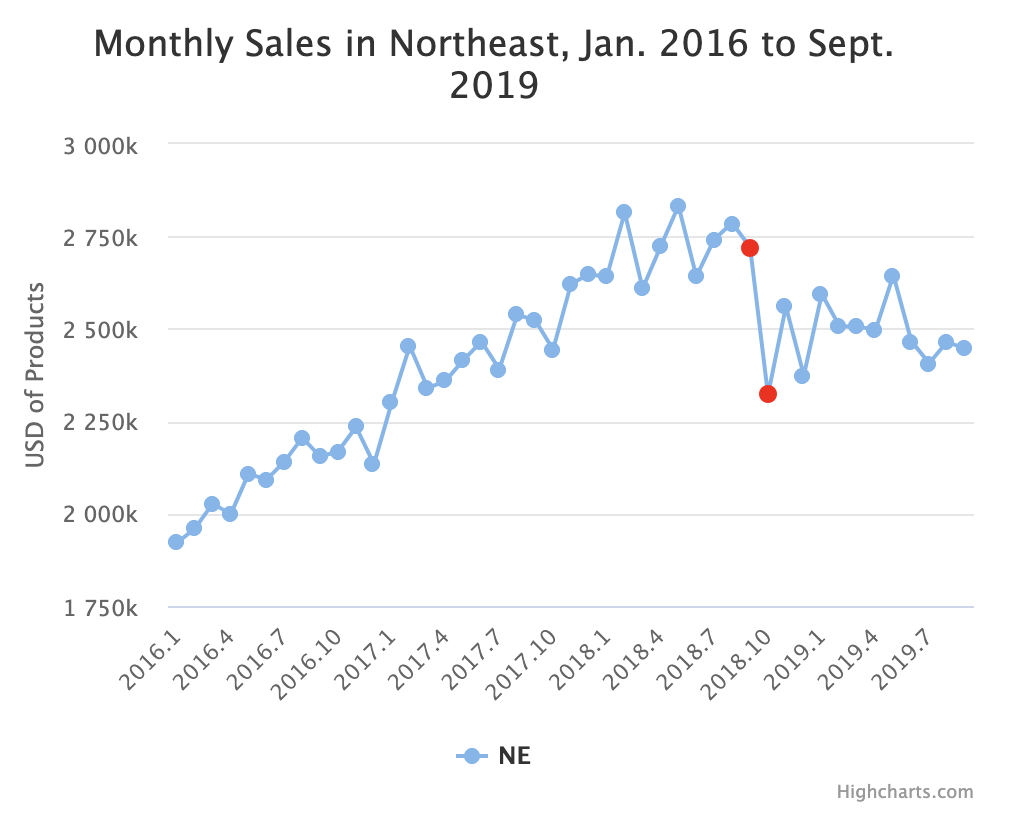 Monthly Sales in Northeast, Jan. 2016 to Sept.
2019
USD of Products
3 000k
2 750k
2 500k
2 250k
2 000k
1 750k
2016.1
2016.4
2016.7
2016.10
2017.1
2017.4
2017.7
2017.10
2018.1
2018.4
2018.7
2018.10
2019.1
2019.4
2019.7
NE
Highcharts.com